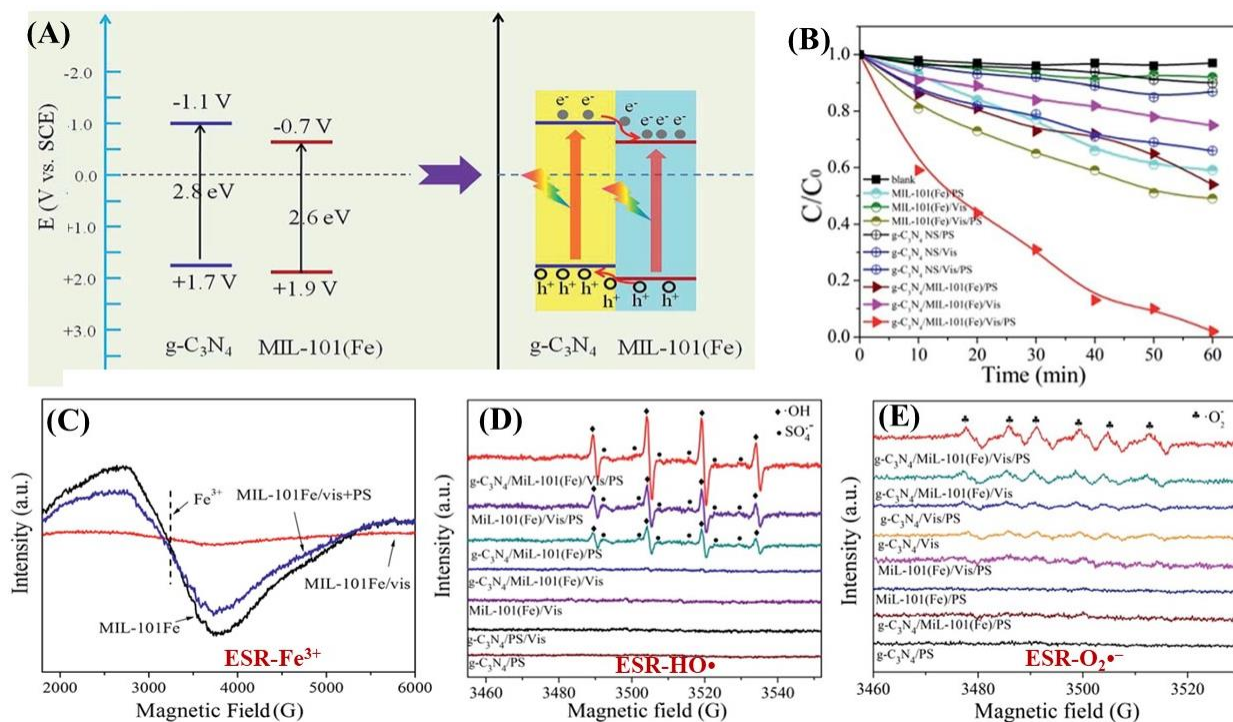 (A)
E (V vs. SCE)
-2.0
-1.0
0.0
+1.0
+2.0
+3.0
-1.1 V
2.8 eV
+1.7 V
g-C₃N₄
-0.7 V
2.6 eV
+1.9 V
MIL-101(Fe)
e⁻ e⁻
e⁻ e⁻ e⁻ e⁻
h⁺ h⁺ h⁺
h⁺ h⁺ h⁺
g-C₃N₄ MIL-101(Fe)
(B)
C/C₀
1.0
0.8
0.6
0.4
0.2
0.0
blank
MIL-101(Fe)/PS
MIL-101(Fe)/Vis
MIL-101(Fe)/Vis/PS
g-C₃N₄ NS/PS
g-C₃N₄ NS/Vis
g-C₃N₄ NS/Vis/PS
g-C₃N₄/MIL-101(Fe)/PS
g-C₃N₄/MIL-101(Fe)/Vis
g-C₃N₄/MIL-101(Fe)/Vis/PS
0 10 20 30 40 50 60
Time (min)
(C)
Intensity (a.u.)
Fe³⁺
MIL-101Fe/vis+PS
MIL-101Fe/vis
MIL-101Fe
ESR-Fe³⁺
2000 3000 4000 5000 6000
Magnetic Field (G)
(D)
Intensity (a.u.)
·OH
SO₄·⁻
g-C₃N₄/MiL-101(Fe)/Vis/PS
MiL-101(Fe)/Vis/PS
g-C₃N₄/MiL-101(Fe)/PS
g-C₃N₄/MiL-101(Fe)/Vis
MiL-101(Fe)/Vis
g-C₃N₄/PS/Vis
g-C₃N₄/PS
ESR-HO•
3460 3480 3500 3520 3540
Magnetic field (G)
(E)
Intensity (a.u.)
·O₂⁻
g-C₃N₄/MiL-101(Fe)/Vis/PS
g-C₃N₄/MiL-101(Fe)/Vis
g-C₃N₄/Vis/PS
g-C₃N₄/Vis
MiL-101(Fe)/Vis/PS
MiL-101(Fe)/PS
g-C₃N₄/MiL-101(Fe)/PS
g-C₃N₄/PS
ESR-O₂•⁻
3460 3480 3500 3520
Magnetic field (G)